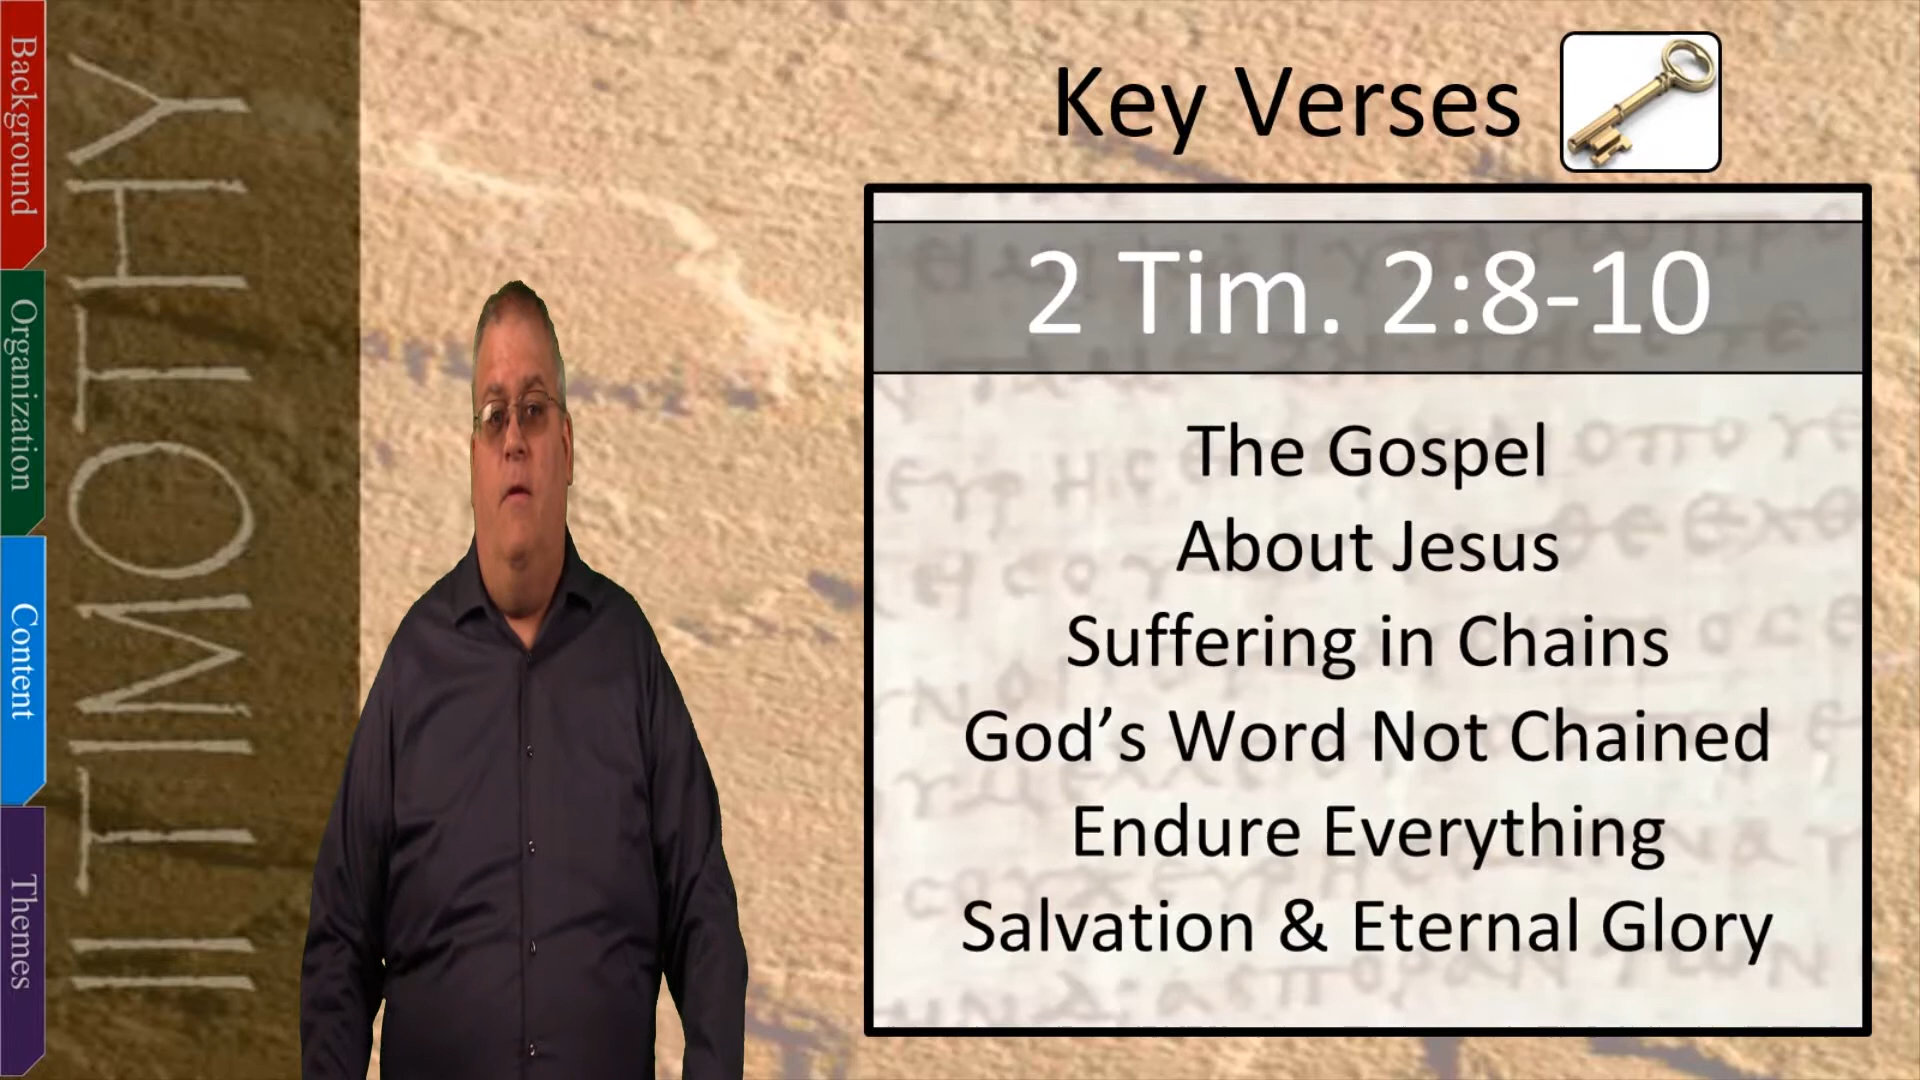 Background
Organization
Content
Themes
II TIMOTHY
Key Verses
2 Tim. 2:8-10
The Gospel
About Jesus
Suffering in Chains
God's Word Not Chained
Endure Everything
Salvation & Eternal Glory